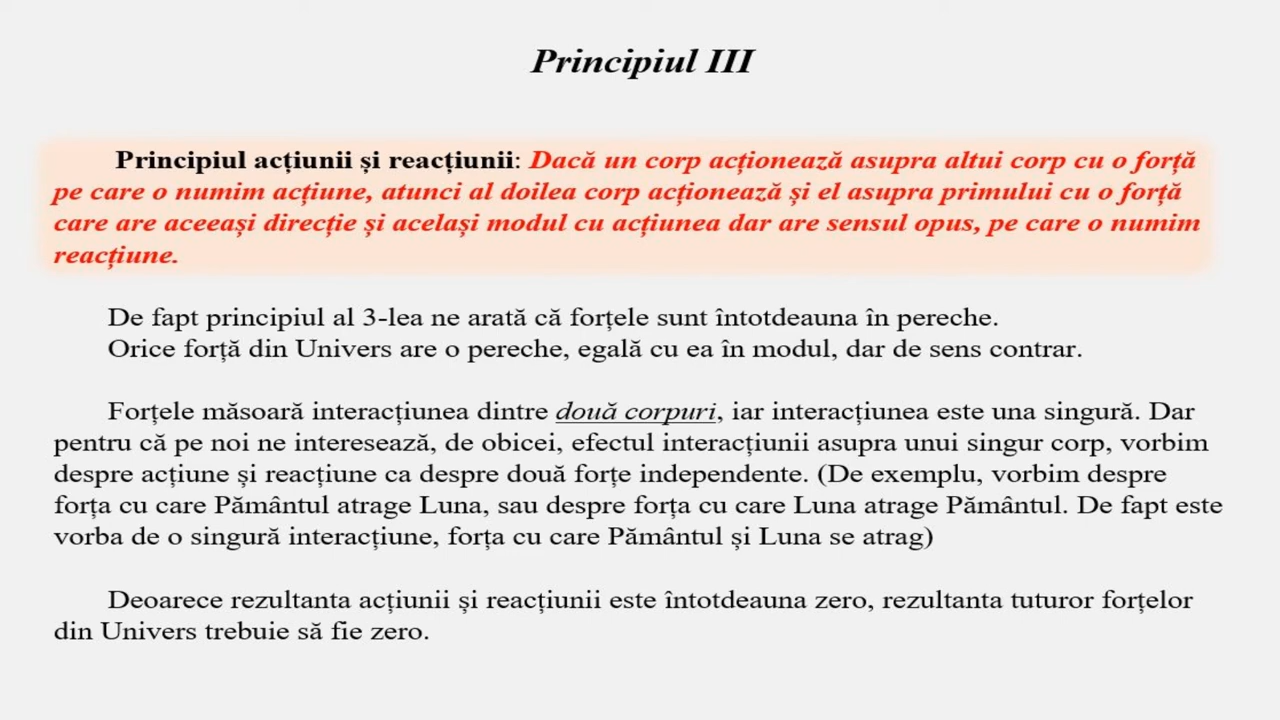 Principiul III
Principiul acțiunii și reacțiunii: Dacă un corp acționează asupra altui corp cu o forță
pe care o numim acțiune, atunci al doilea corp acționează și el asupra primului cu o forță
care are aceeași direcție și același modul cu acțiunea dar are sensul opus, pe care o numim
reacțiune.
De fapt principiul al 3-lea ne arată că forțele sunt întotdeauna în pereche.
Orice forță din Univers are o pereche, egală cu ea în modul, dar de sens contrar.
Forțele măsoară interacțiunea dintre două corpuri, iar interacțiunea este una singură. Dar
pentru că pe noi ne interesează, de obicei, efectul interacțiunii asupra unui singur corp, vorbim
despre acțiune și reacțiune ca despre două forțe independente. (De exemplu, vorbim despre
forța cu care Pământul atrage Luna, sau despre forța cu care Luna atrage Pământul. De fapt este
vorba de o singură interacțiune, forța cu care Pământul și Luna se atrag)
Deoarece rezultanta acțiunii și reacțiunii este întotdeauna zero, rezultanta tuturor forțelor
din Univers trebuie să fie zero.